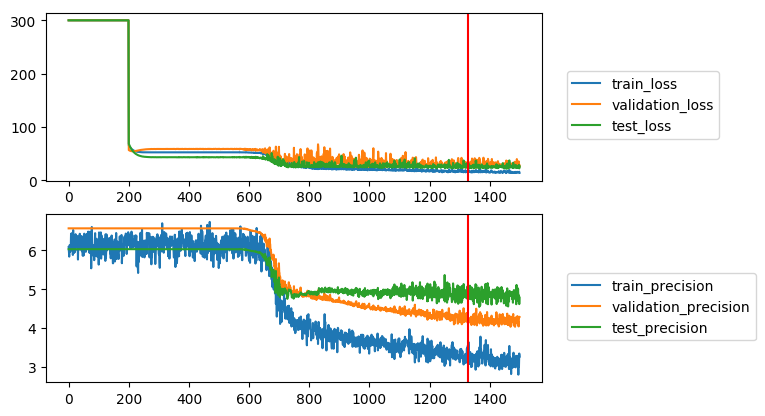 300
200
100
0
0 200 400 600 800 1000 1200 1400
train_loss
validation_loss
test_loss
6
5
4
3
0 200 400 600 800 1000 1200 1400
train_precision
validation_precision
test_precision